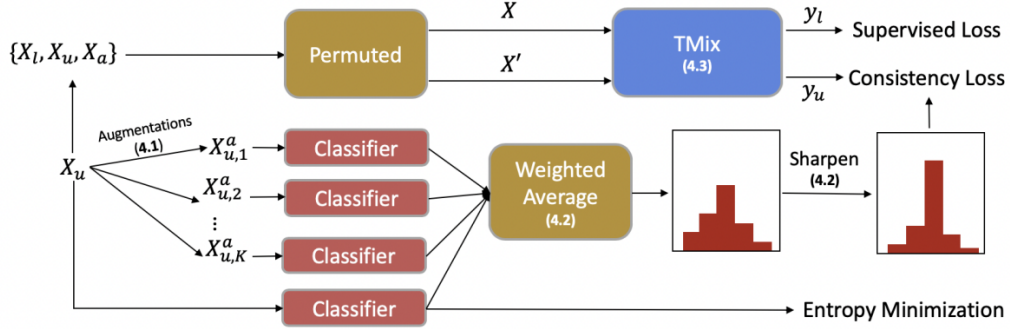 {X_l, X_u, X_a}
Permuted
X
X′
TMix
(4.3)
y_l
y_u
Supervised Loss
Consistency Loss
Augmentations
(4.1)
X_u
X^a_{u,1}
X^a_{u,2}
⋮
X^a_{u,K}
Classifier
Classifier
Classifier
Classifier
Weighted
Average
(4.2)
Sharpen
(4.2)
Entropy Minimization